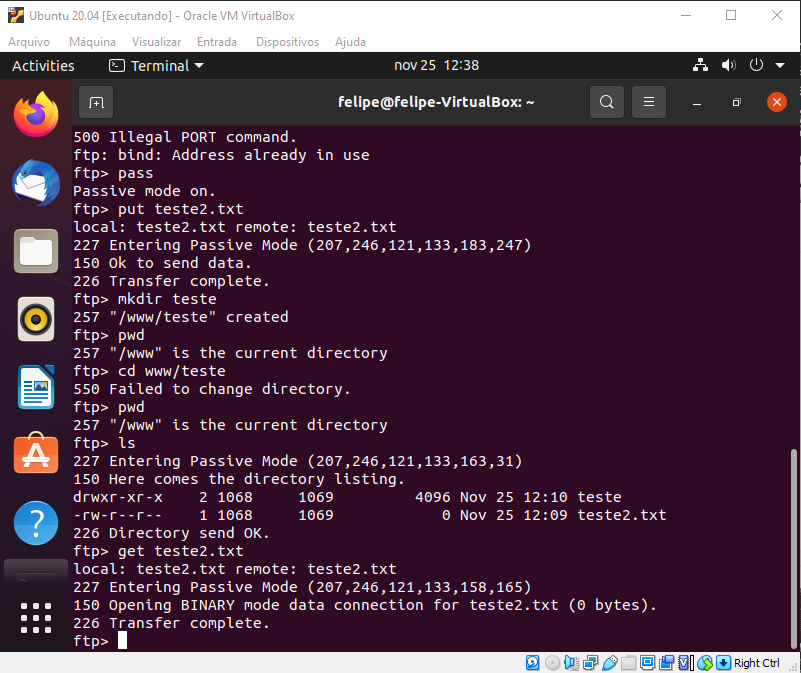 Ubuntu 20.04 [Executando] - Oracle VM VirtualBox
Arquivo Máquina Visualizar Entrada Dispositivos Ajuda
Activities Terminal nov 25 12:38
felipe@felipe-VirtualBox: ~
500 Illegal PORT command.
ftp: bind: Address already in use
ftp> pass
Passive mode on.
ftp> put teste2.txt
local: teste2.txt remote: teste2.txt
227 Entering Passive Mode (207,246,121,133,183,247)
150 Ok to send data.
226 Transfer complete.
ftp> mkdir teste
257 "/www/teste" created
ftp> pwd
257 "/www" is the current directory
ftp> cd www/teste
550 Failed to change directory.
ftp> pwd
257 "/www" is the current directory
ftp> ls
227 Entering Passive Mode (207,246,121,133,163,31)
150 Here comes the directory listing.
drwxr-xr-x    2 1068     1069         4096 Nov 25 12:10 teste
-rw-r--r--    1 1068     1069            0 Nov 25 12:09 teste2.txt
226 Directory send OK.
ftp> get teste2.txt
local: teste2.txt remote: teste2.txt
227 Entering Passive Mode (207,246,121,133,158,165)
150 Opening BINARY mode data connection for teste2.txt (0 bytes).
226 Transfer complete.
ftp>
Right Ctrl